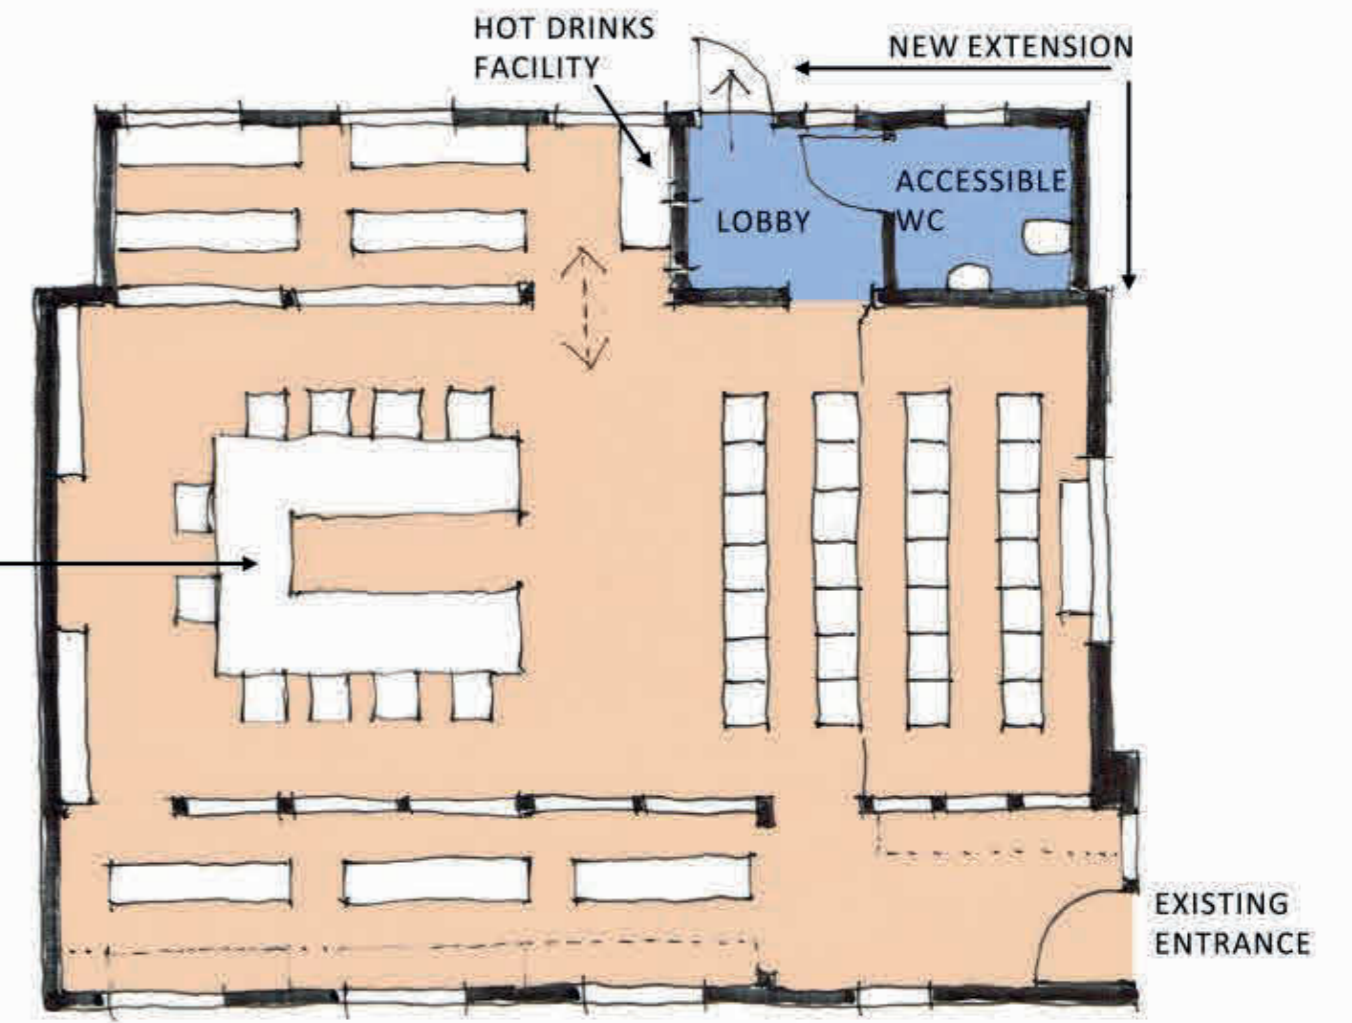 HOT DRINKS
FACILITY
NEW EXTENSION
ACCESSIBLE
WC
LOBBY
EXISTING
ENTRANCE